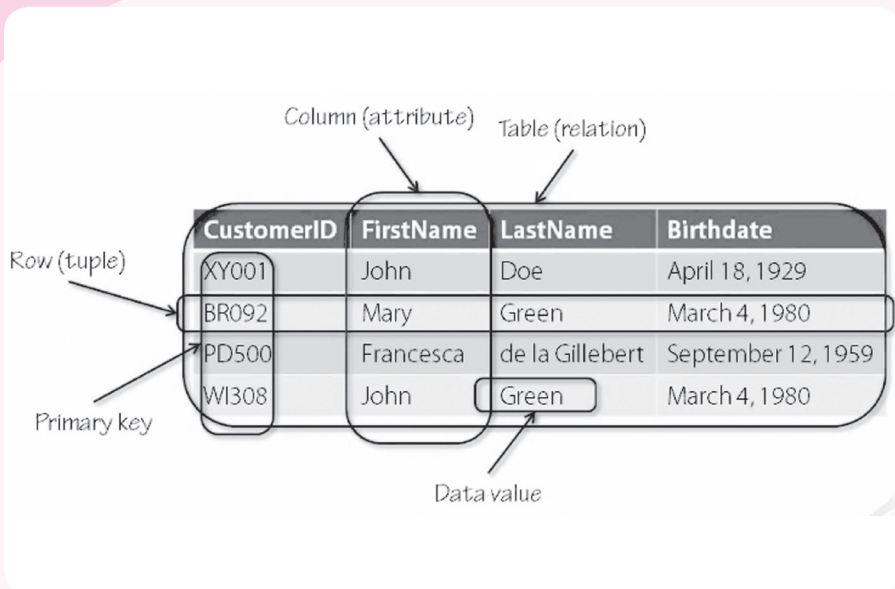 Column (attribute)
Table (relation)
CustomerID FirstName LastName Birthdate
Row (tuple)
XY001 John Doe April 18, 1929
BR092 Mary Green March 4, 1980
PD500 Francesca de la Gillebert September 12, 1959
WI308 John Green March 4, 1980
Primary key
Data value